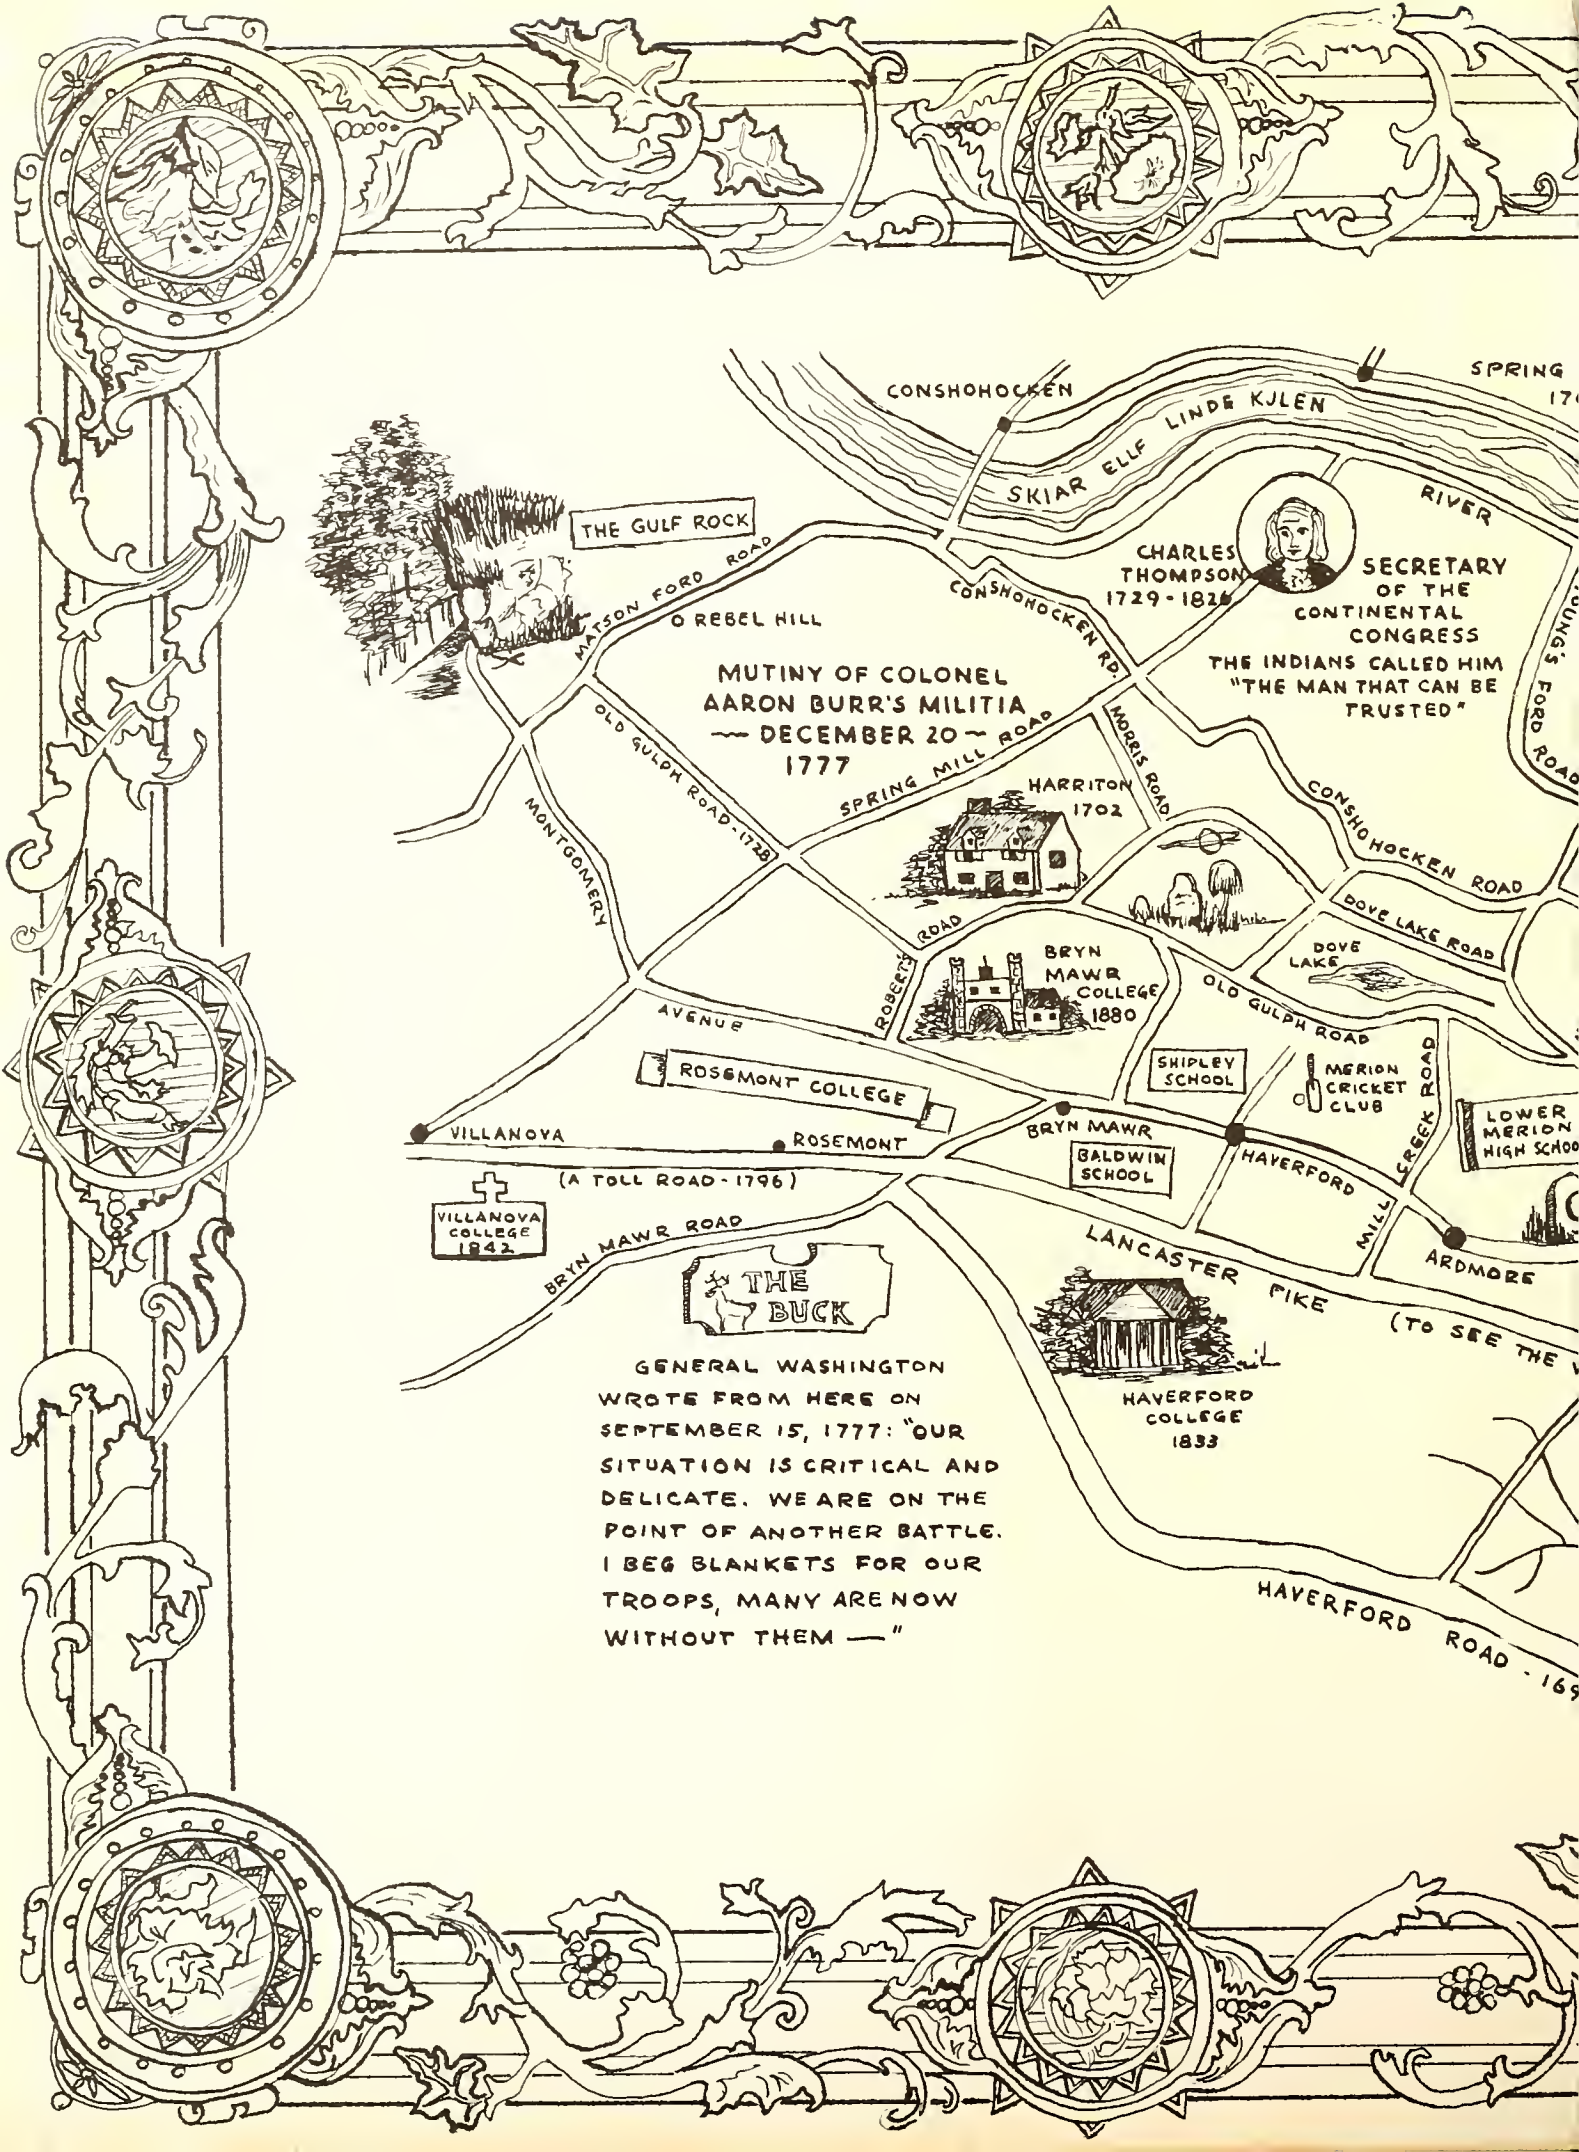 CONSHOHOCKEN
SPRING
SKIAR ELLF LINDE KJLEN
RIVER
THE GULF ROCK
MATSON FORD ROAD
O REBEL HILL
CONSHOHOCKEN RD.
CHARLES
THOMPSON
1729-1826
SECRETARY
OF THE
CONTINENTAL
CONGRESS
THE INDIANS CALLED HIM
"THE MAN THAT CAN BE
TRUSTED"
FORD ROAD
MUTINY OF COLONEL
AARON BURR'S MILITIA
— DECEMBER 20 —
1777
OLD GULPH ROAD-1728
SPRING MILL ROAD
MORRIS ROAD
HARRITON
1702
MONTGOMERY
AVENUE
CONSHOHOCKEN ROAD
DOVE LAKE ROAD
DOVE
LAKE
ROBERTS ROAD
BRYN
MAWR
COLLEGE
1880
OLD GULPH ROAD
ROSEMONT COLLEGE
SHIPLEY
SCHOOL
MERION
CRICKET
CLUB
MILL CREEK ROAD
LOWER
MERION
HIGH SCHOO
VILLANOVA
ROSEMONT
BRYN MAWR
HAVERFORD
BALDWIN
SCHOOL
(A TOLL ROAD-1796)
VILLANOVA
COLLEGE
1842
BRYN MAWR ROAD
THE
BUCK
LANCASTER PIKE
ARDMORE
(TO SEE THE
GENERAL WASHINGTON
WROTE FROM HERE ON
SEPTEMBER 15, 1777: "OUR
SITUATION IS CRITICAL AND
DELICATE. WE ARE ON THE
POINT OF ANOTHER BATTLE.
I BEG BLANKETS FOR OUR
TROOPS, MANY ARE NOW
WITHOUT THEM —"
HAVERFORD
COLLEGE
1833
HAVERFORD ROAD - 169